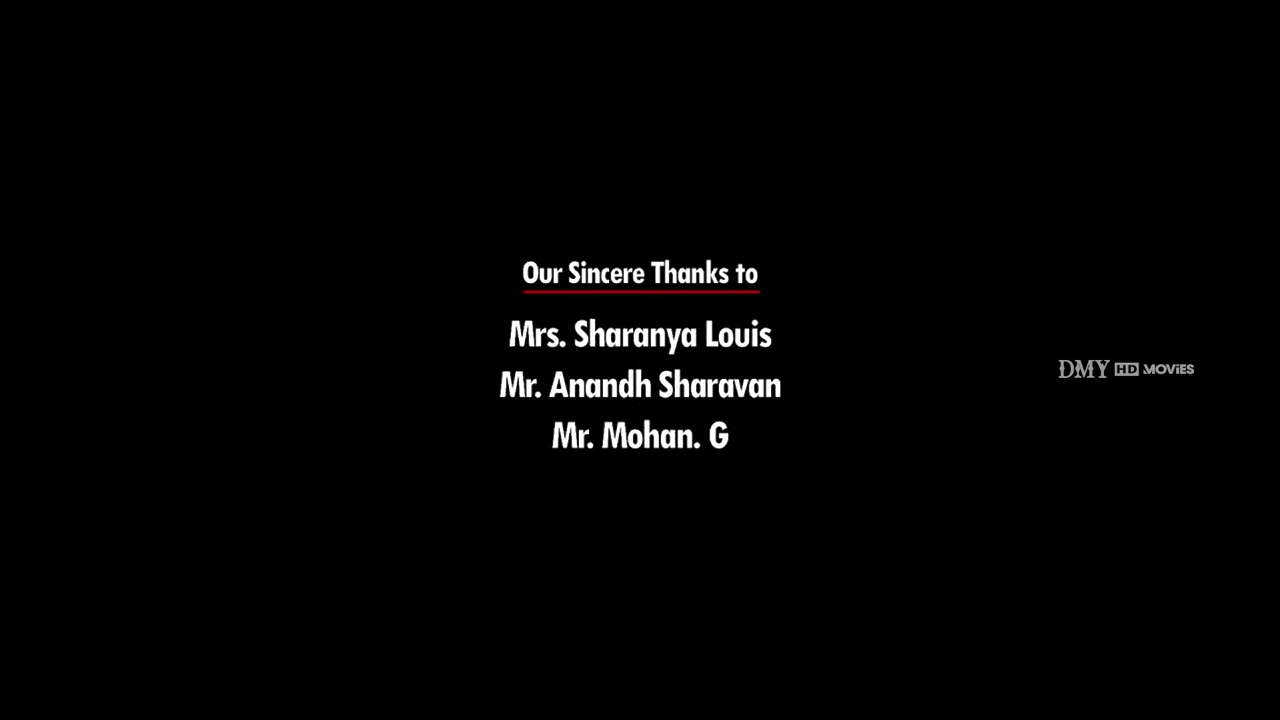 Our Sincere Thanks to
Mrs. Sharanya Louis
Mr. Anandh Sharavan
Mr. Mohan. G
DMY HD MOViES